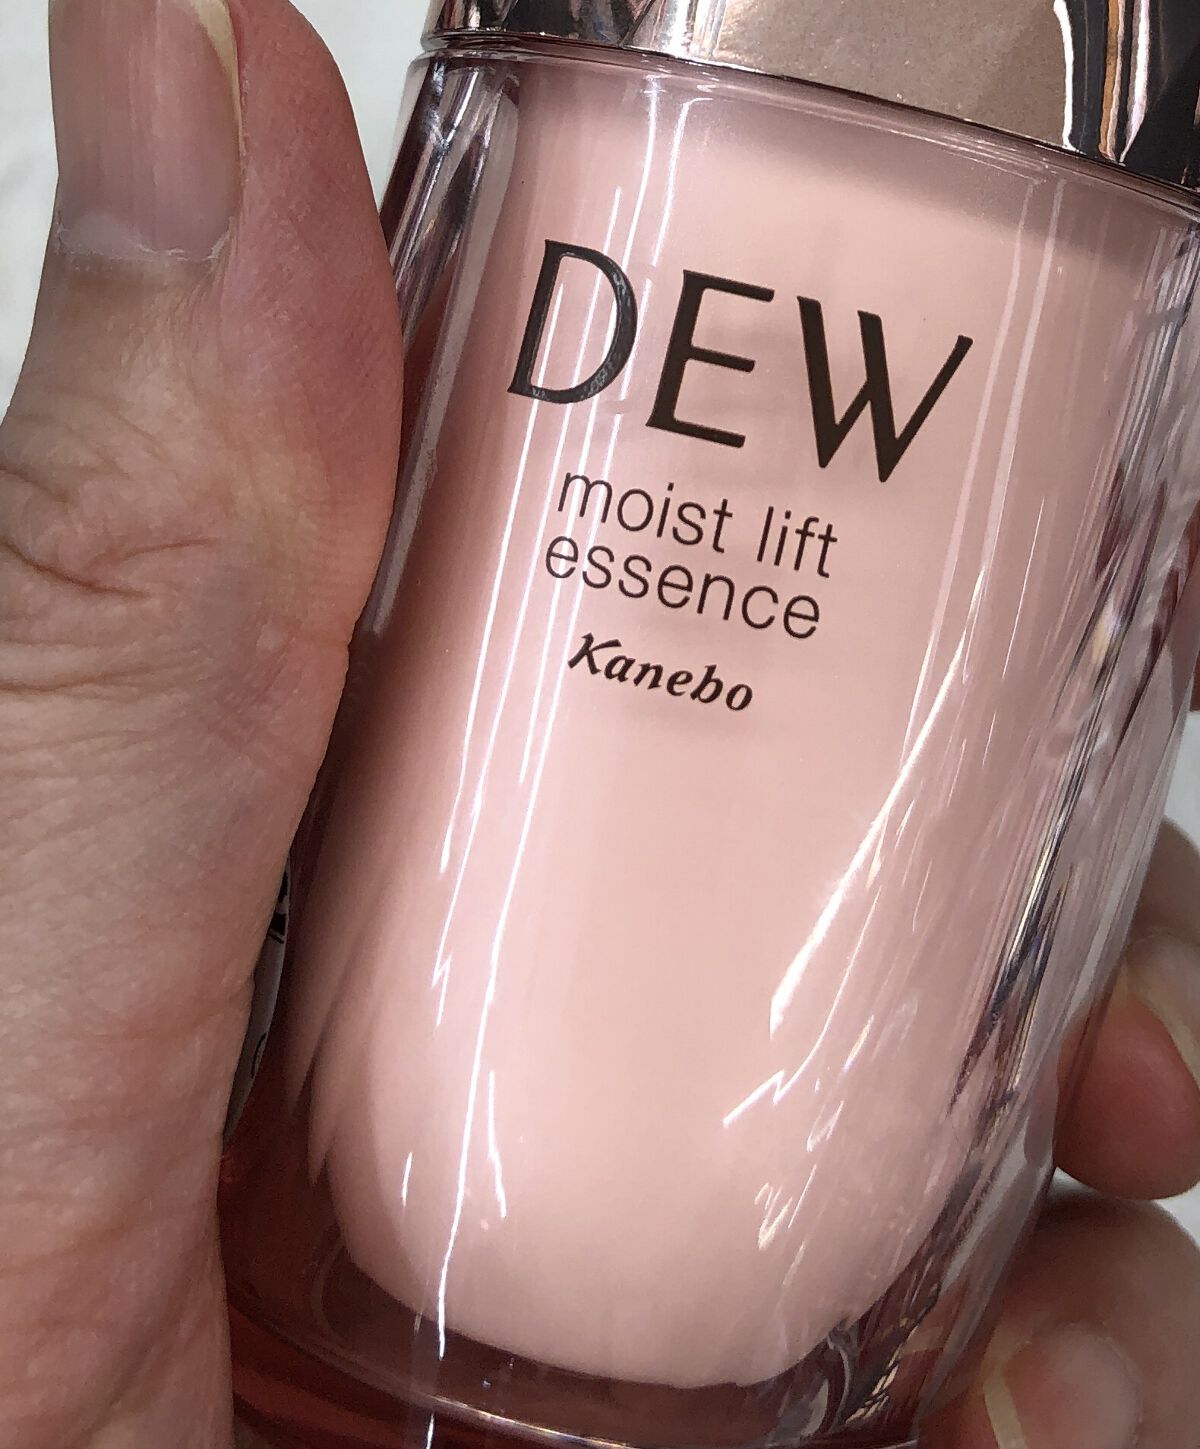 DEW
moist lift
essence
Kanebo